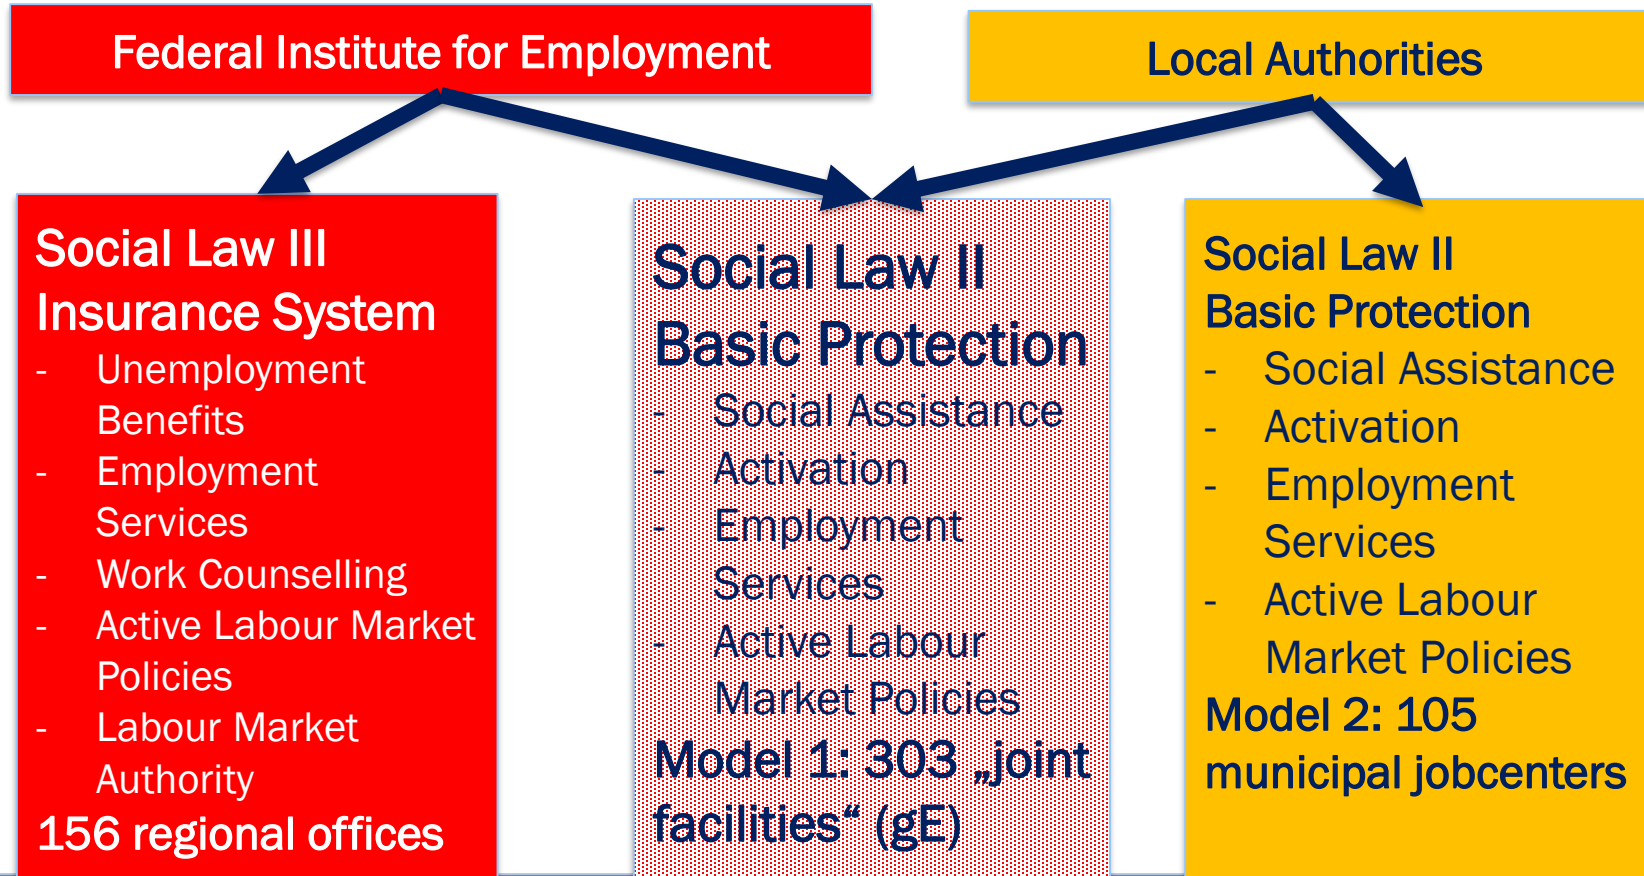 Federal Institute for Employment
Local Authorities
Social Law III
Insurance System
- Unemployment
Benefits
- Employment
Services
- Work Counselling
- Active Labour Market
Policies
- Labour Market
Authority
156 regional offices
Social Law II
Basic Protection
- Social Assistance
- Activation
- Employment
Services
- Active Labour
Market Policies
Model 1: 303 „joint
facilities“ (gE)
Social Law II
Basic Protection
- Social Assistance
- Activation
- Employment
Services
- Active Labour
Market Policies
Model 2: 105
municipal jobcenters